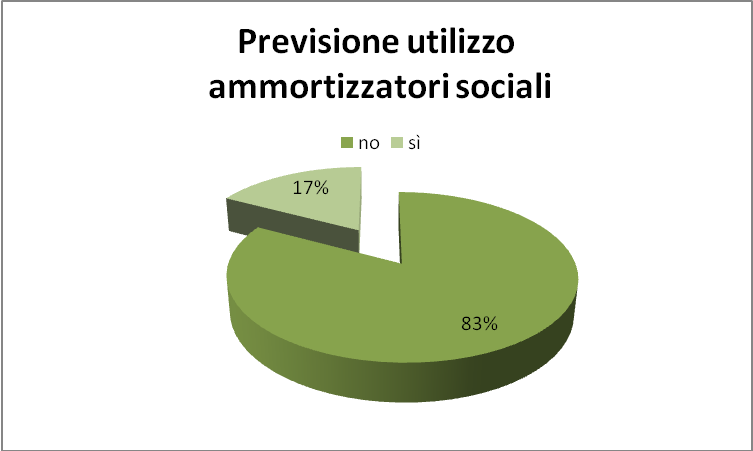 Previsione utilizzo
ammortizzatori sociali
no sì
17%
83%